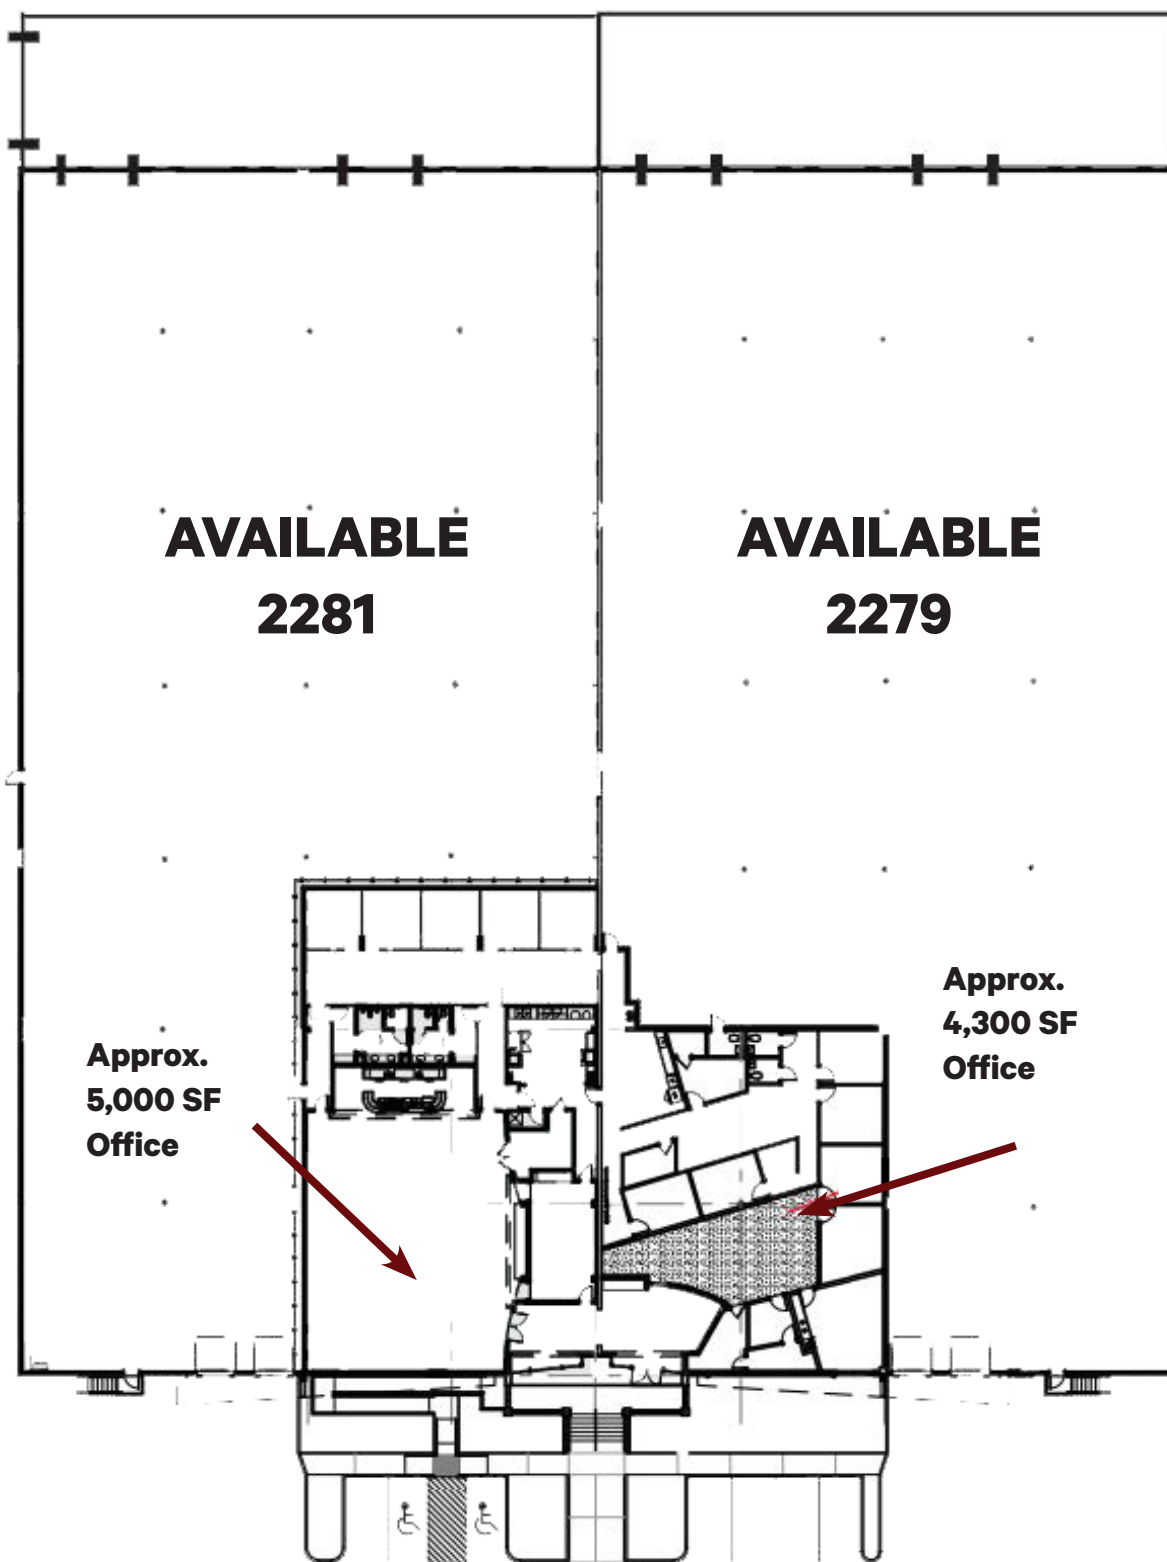 AVAILABLE
2281
AVAILABLE
2279
Approx.
5,000 SF
Office
Approx.
4,300 SF
Office